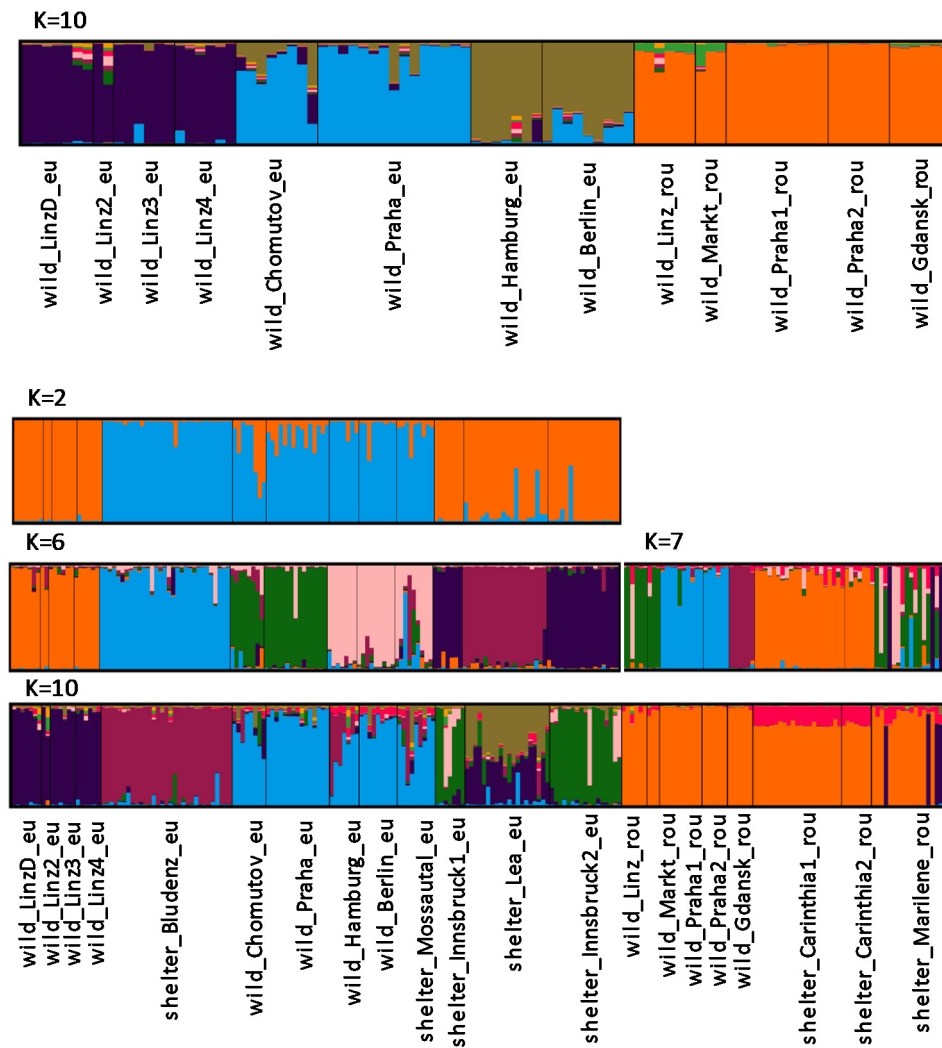 K=10
wild_LinzD_eu
wild_Linz2_eu
wild_Linz3_eu
wild_Linz4_eu
wild_Chomutov_eu
wild_Praha_eu
wild_Hamburg_eu
wild_Berlin_eu
wild_Linz_rou
wild_Markt_rou
wild_Praha1_rou
wild_Praha2_rou
wild_Gdansk_rou
K=2
K=6
K=7
K=10
wild_LinzD_eu
wild_Linz2_eu
wild_Linz3_eu
wild_Linz4_eu
shelter_Bludenz_eu
wild_Chomutov_eu
wild_Praha_eu
wild_Hamburg_eu
wild_Berlin_eu
shelter_Mossautal_eu
shelter_Innsbruck1_eu
shelter_Lea_eu
shelter_Innsbruck2_eu
wild_Linz_rou
wild_Markt_rou
wild_Praha1_rou
wild_Praha2_rou
wild_Gdansk_rou
shelter_Carinthia1_rou
shelter_Carinthia2_rou
shelter_Marilene_rou